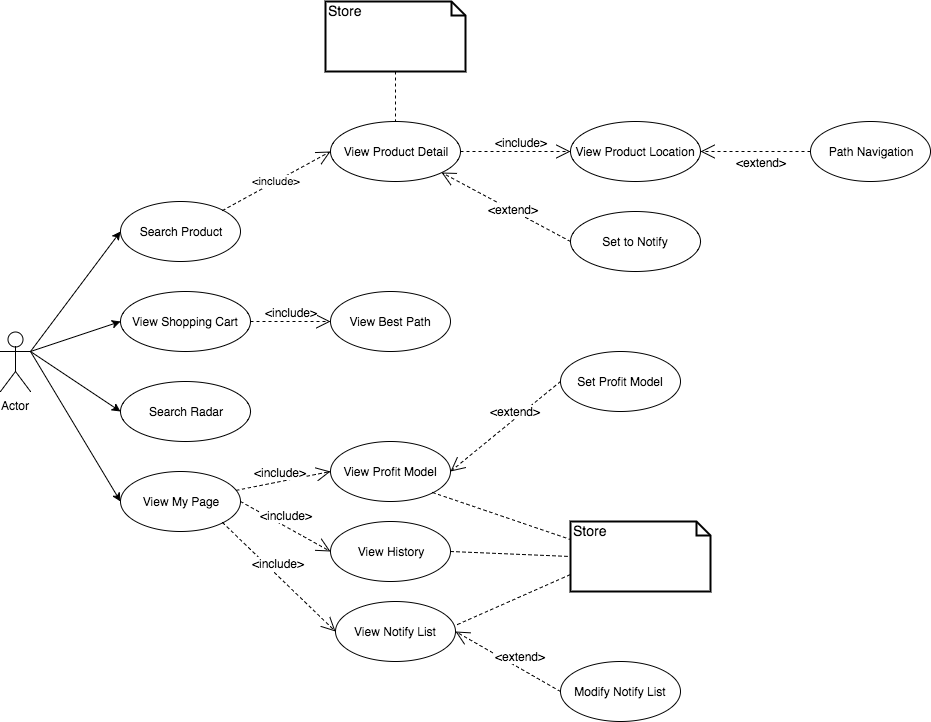 Store
View Product Detail
<include>
View Product Location
<extend>
Path Navigation
<include>
<extend>
Search Product
Set to Notify
View Shopping Cart
<include>
View Best Path
Actor
Search Radar
Set Profit Model
<extend>
View Profit Model
<include>
View My Page
<include>
Store
View History
<include>
View Notify List
<extend>
Modify Notify List